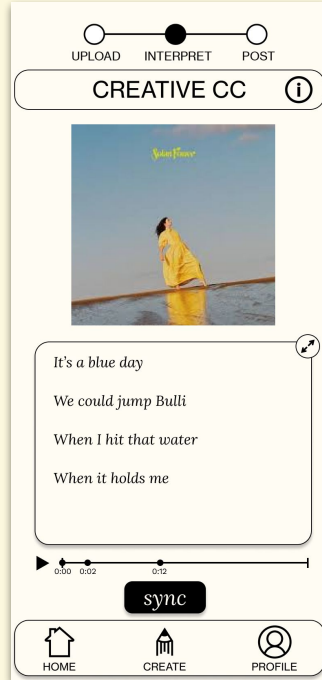 UPLOAD INTERPRET POST
CREATIVE CC
i
Solar Power
It's a blue day
We could jump Bulli
When I hit that water
When it holds me
0:00 0:02 0:12
sync
HOME CREATE PROFILE